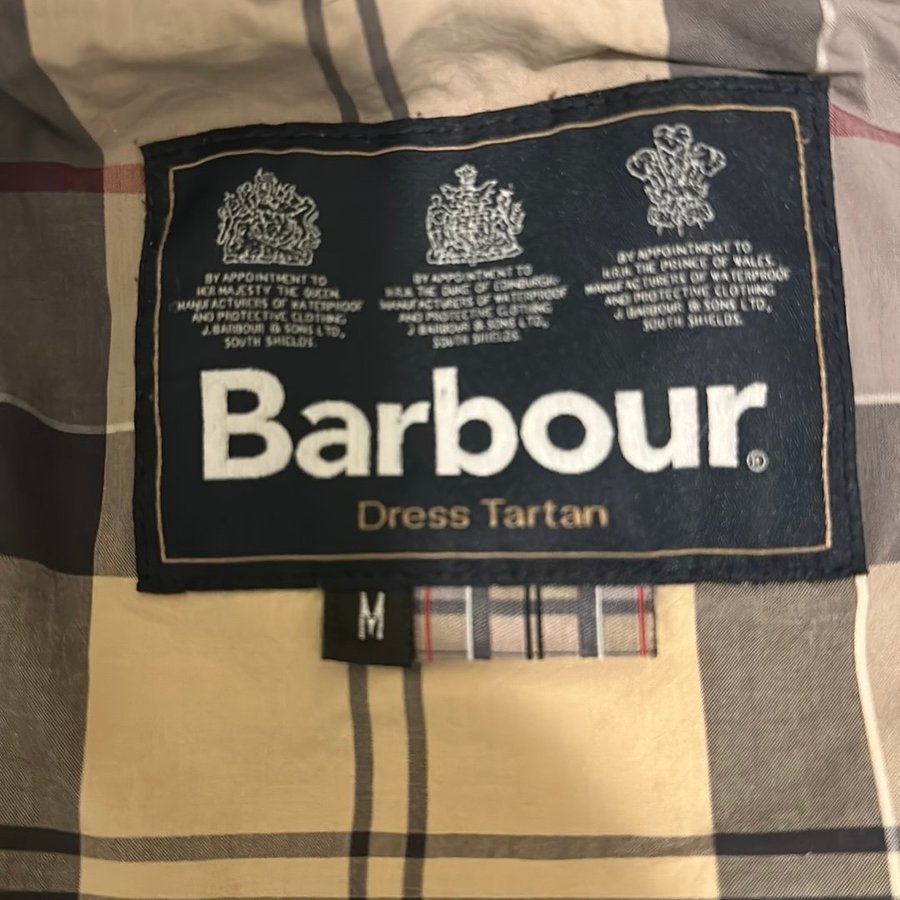 BY APPOINTMENT TO
HER MAJESTY THE QUEEN
MANUFACTURERS OF WATERPROOF
AND PROTECTIVE CLOTHING
J. BARBOUR & SONS LTD,
SOUTH SHIELDS.
BY APPOINTMENT TO
H.R.H. THE DUKE OF EDINBURGH
MANUFACTURERS OF WATERPROOF
AND PROTECTIVE CLOTHING
J. BARBOUR & SONS LTD,
SOUTH SHIELDS.
BY APPOINTMENT TO
H.R.H. THE PRINCE OF WALES
MANUFACTURERS OF WATERPROOF
AND PROTECTIVE CLOTHING
J. BARBOUR & SONS LTD,
SOUTH SHIELDS.
Barbour®
Dress Tartan
M